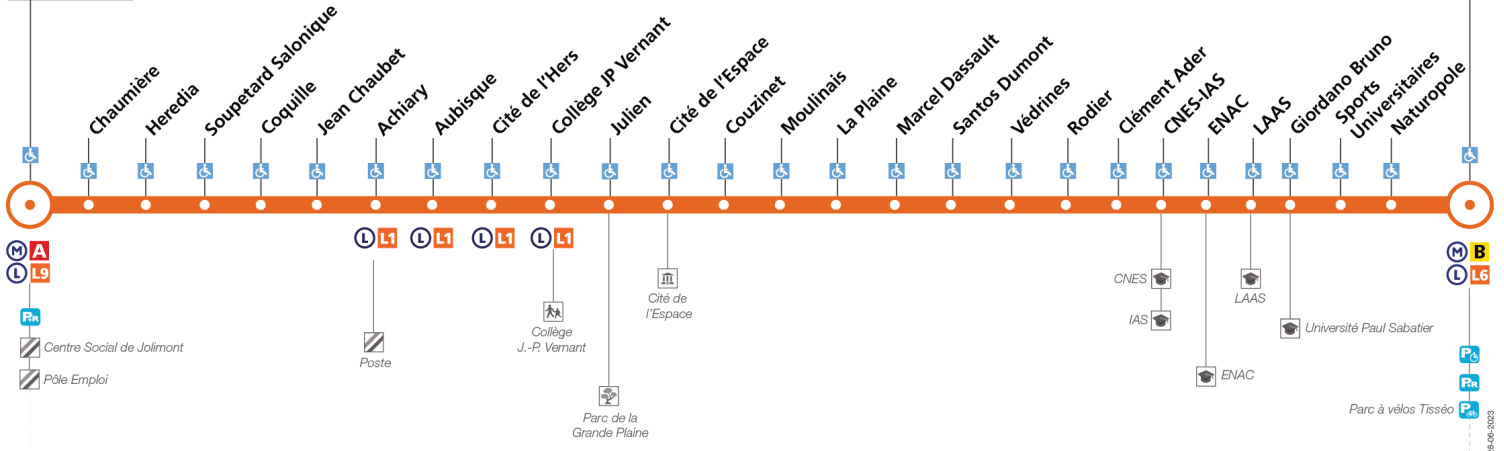 Chaumière
Heredia
Soupetard Salonique
Coquille
Jean Chaubet
Achiary
Aubisque
Cité de l'Hers
Collège JP Vernant
Julien
Cité de l'Espace
Couzinet
Moulinais
La Plaine
Marcel Dassault
Santos Dumont
Védrines
Rodier
Clément Ader
CNES-IAS
ENAC
LAAS
Giordano Bruno
Sports
Universitaires
Naturopole
M A
L L9
P+R
Centre Social de Jolimont
Pôle Emploi
L L1
L L1
L L1
L L1
Poste
Collège
J.-P. Vernant
Parc de la
Grande Plaine
Cité de
l'Espace
CNES
IAS
ENAC
LAAS
Université Paul Sabatier
M B
L L6
P
P+R
Parc à vélos Tisséo P
28-06-2023